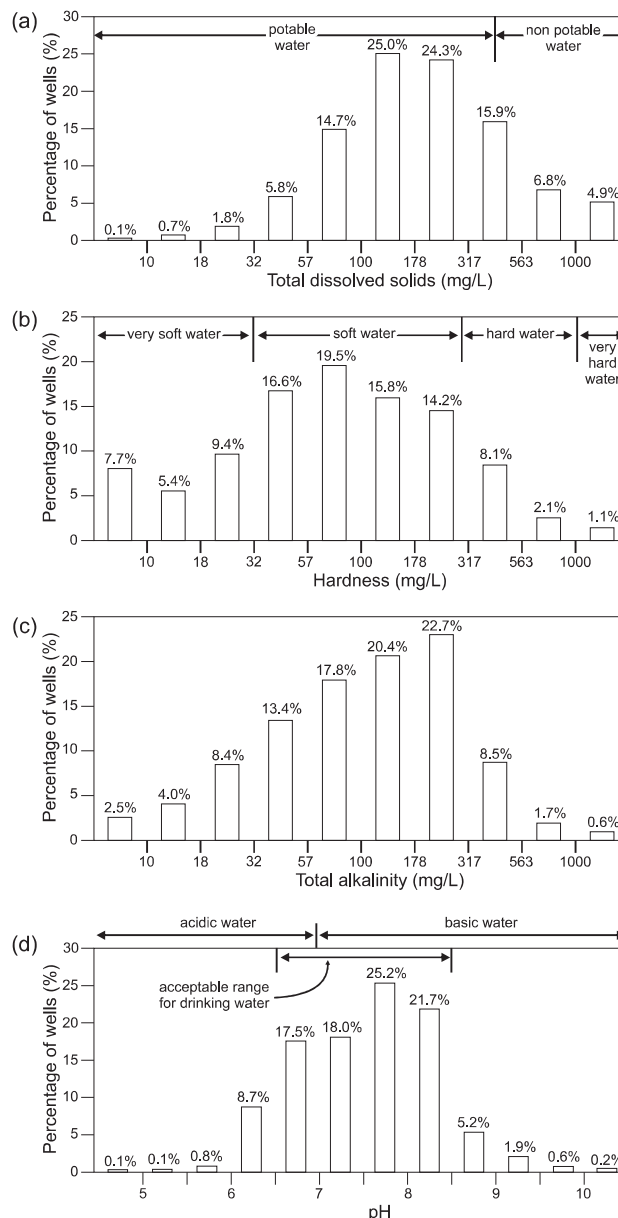 (a)
Percentage of wells (%)
30
25
20
15
10
5
0
potable
water
non potable
water
0.1%
0.7%
1.8%
5.8%
14.7%
25.0%
24.3%
15.9%
6.8%
4.9%
10 18 32 57 100 178 317 563 1000
Total dissolved solids (mg/L)
(b)
Percentage of wells (%)
25
20
15
10
5
0
very soft water
soft water
hard water
very
hard
water
7.7%
5.4%
9.4%
16.6%
19.5%
15.8%
14.2%
8.1%
2.1%
1.1%
10 18 32 57 100 178 317 563 1000
Hardness (mg/L)
(c)
Percentage of wells (%)
25
20
15
10
5
0
2.5%
4.0%
8.4%
13.4%
17.8%
20.4%
22.7%
8.5%
1.7%
0.6%
10 18 32 57 100 178 317 563 1000
Total alkalinity (mg/L)
(d)
acidic water
basic water
Percentage of wells (%)
30
25
20
15
10
5
0
acceptable range
for drinking water
0.1%
0.1%
0.8%
8.7%
17.5%
18.0%
25.2%
21.7%
5.2%
1.9%
0.6%
0.2%
5 6 7 8 9 10
pH